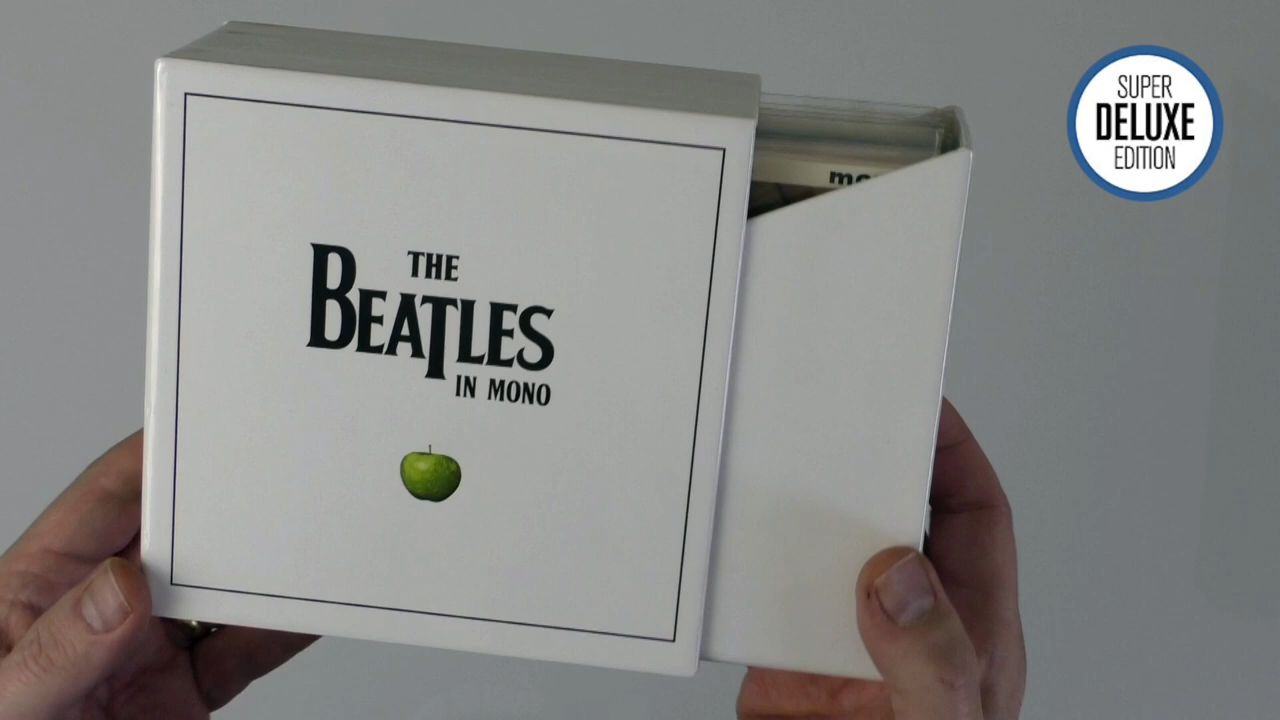 THE
BEATLES
IN MONO
SUPER
DELUXE
EDITION